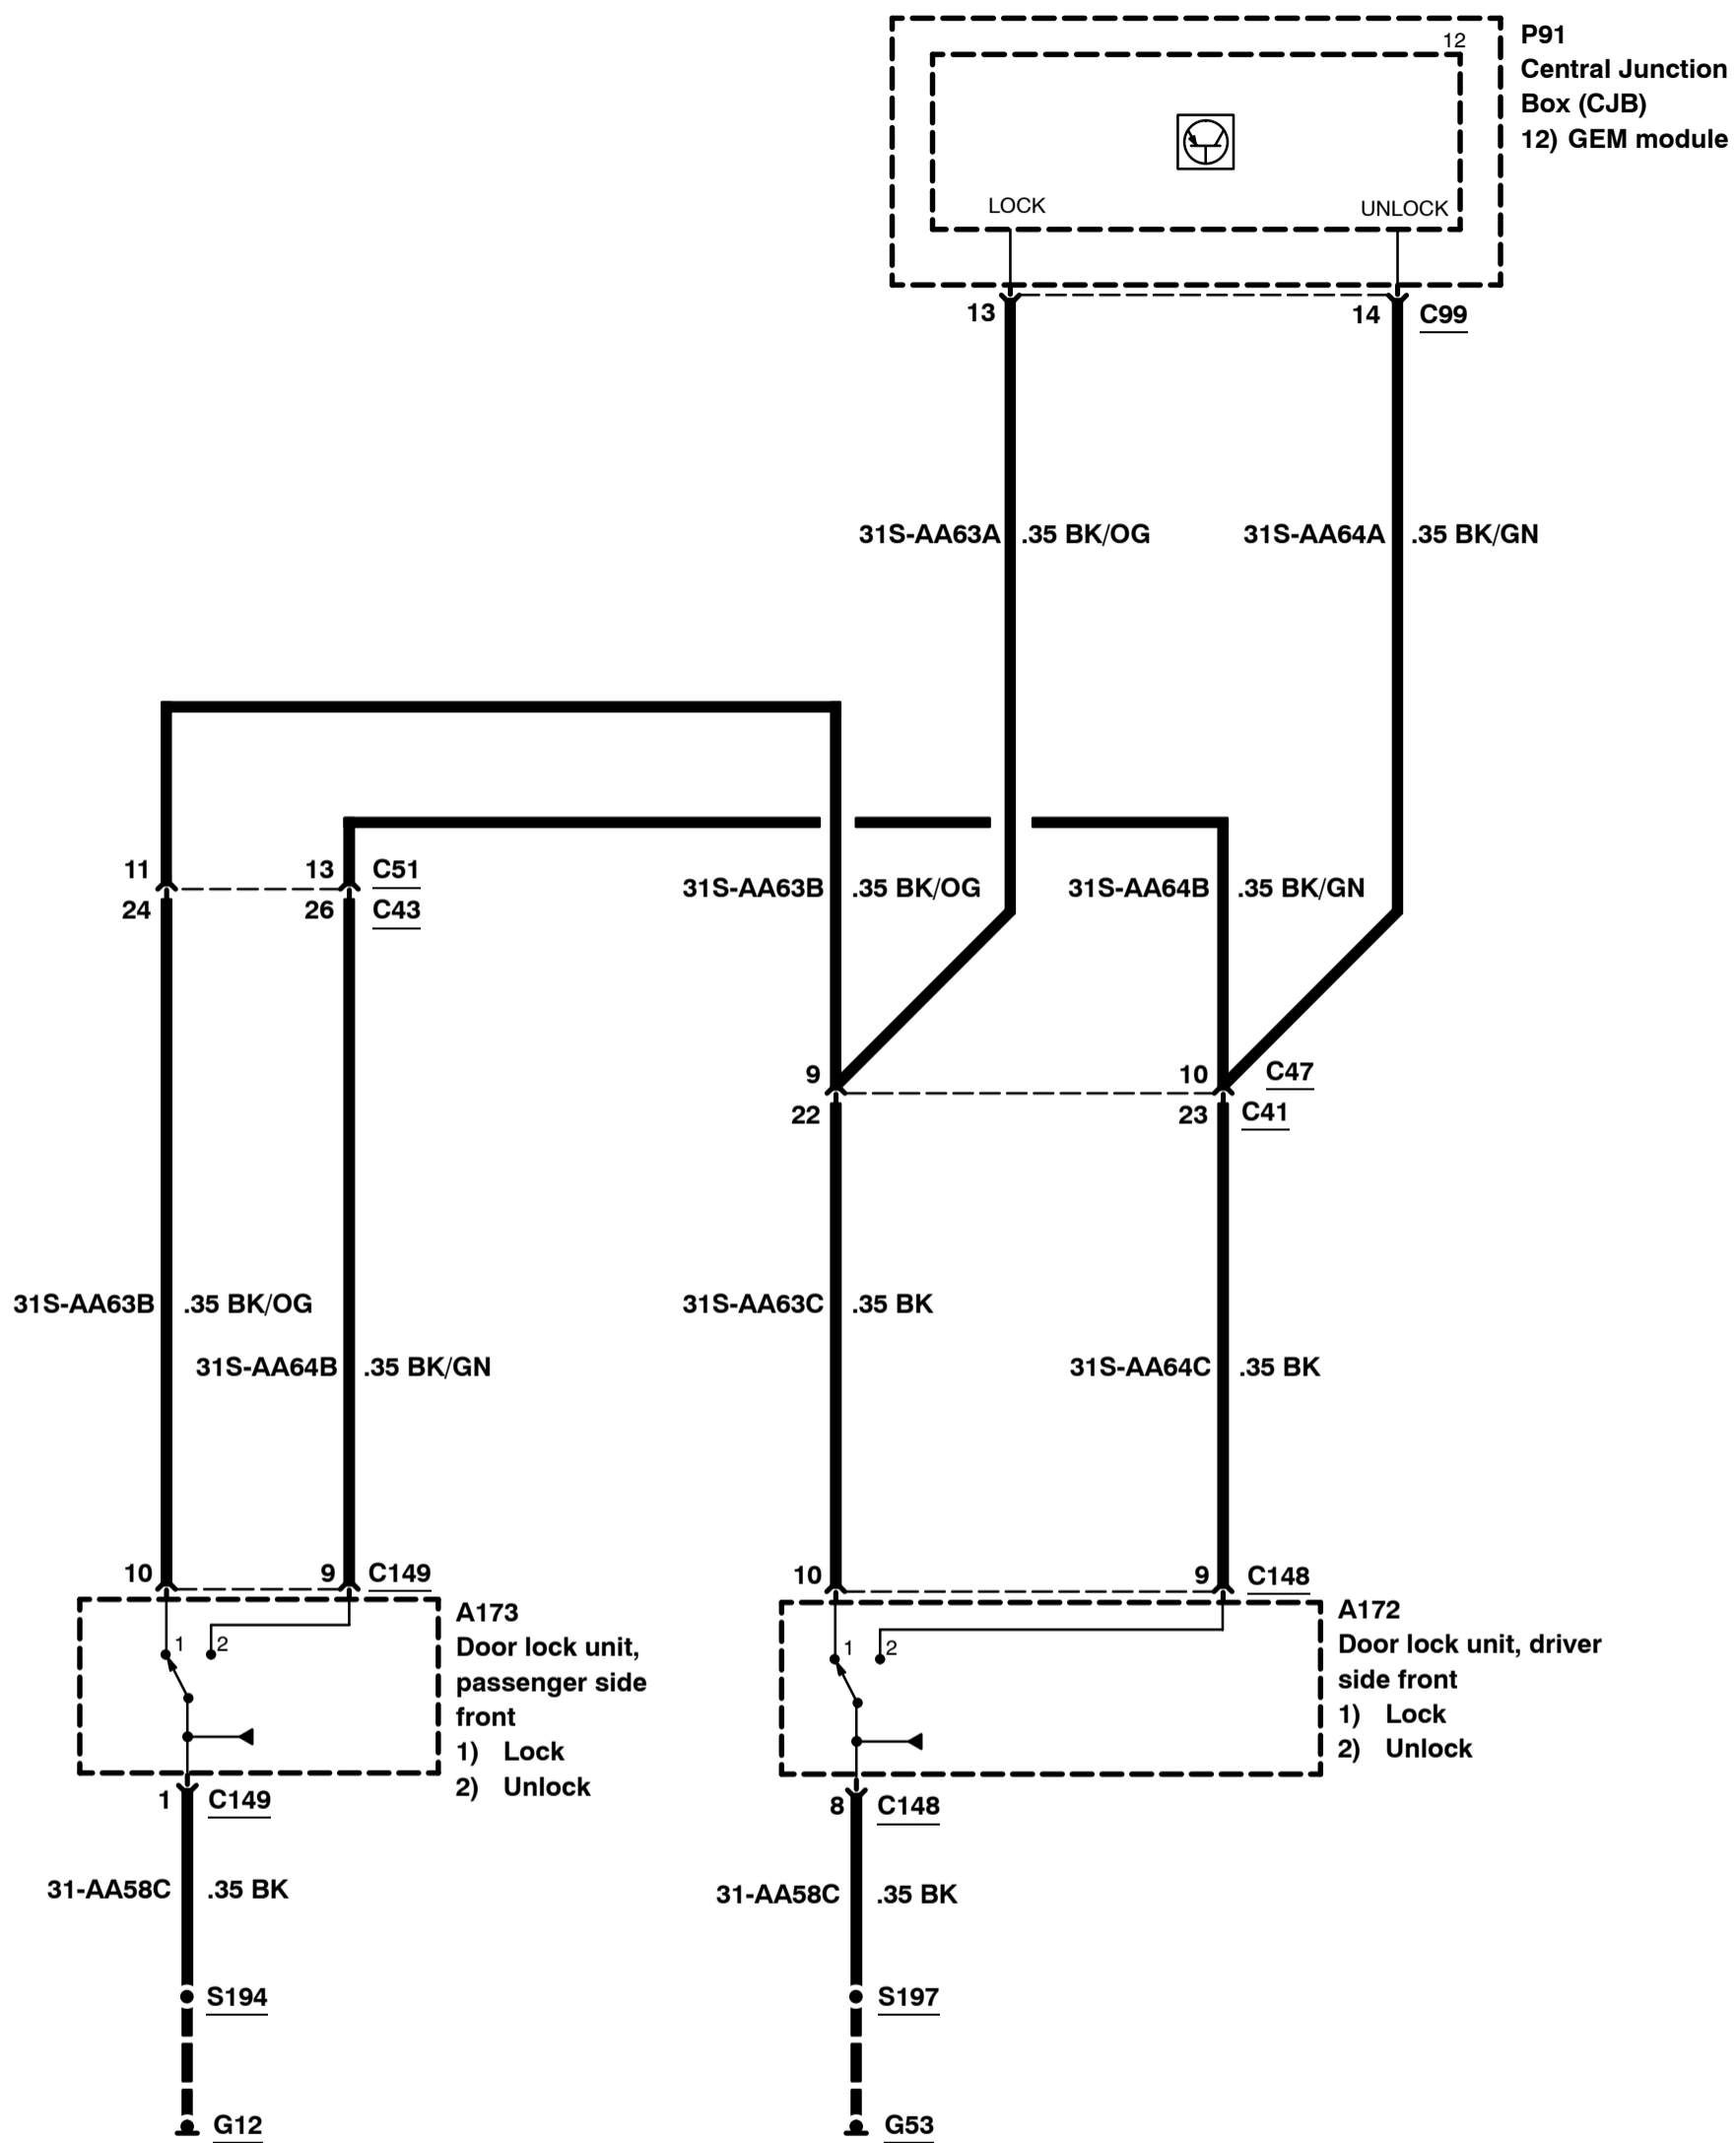 12
P91
Central Junction
Box (CJB)
12) GEM module
LOCK
UNLOCK
13
14
C99
31S-AA63A
.35 BK/OG
31S-AA64A
.35 BK/GN
11
13
C51
24
26
C43
31S-AA63B
.35 BK/OG
31S-AA64B
.35 BK/GN
9
10
C47
22
23
C41
31S-AA63B
.35 BK/OG
31S-AA63C
.35 BK
31S-AA64B
.35 BK/GN
31S-AA64C
.35 BK
10
9
C149
10
9
C148
1
2
A173
Door lock unit,
passenger side
front
1) Lock
2) Unlock
1
2
A172
Door lock unit, driver
side front
1) Lock
2) Unlock
1
C149
8
C148
31-AA58C
.35 BK
31-AA58C
.35 BK
S194
S197
G12
G53